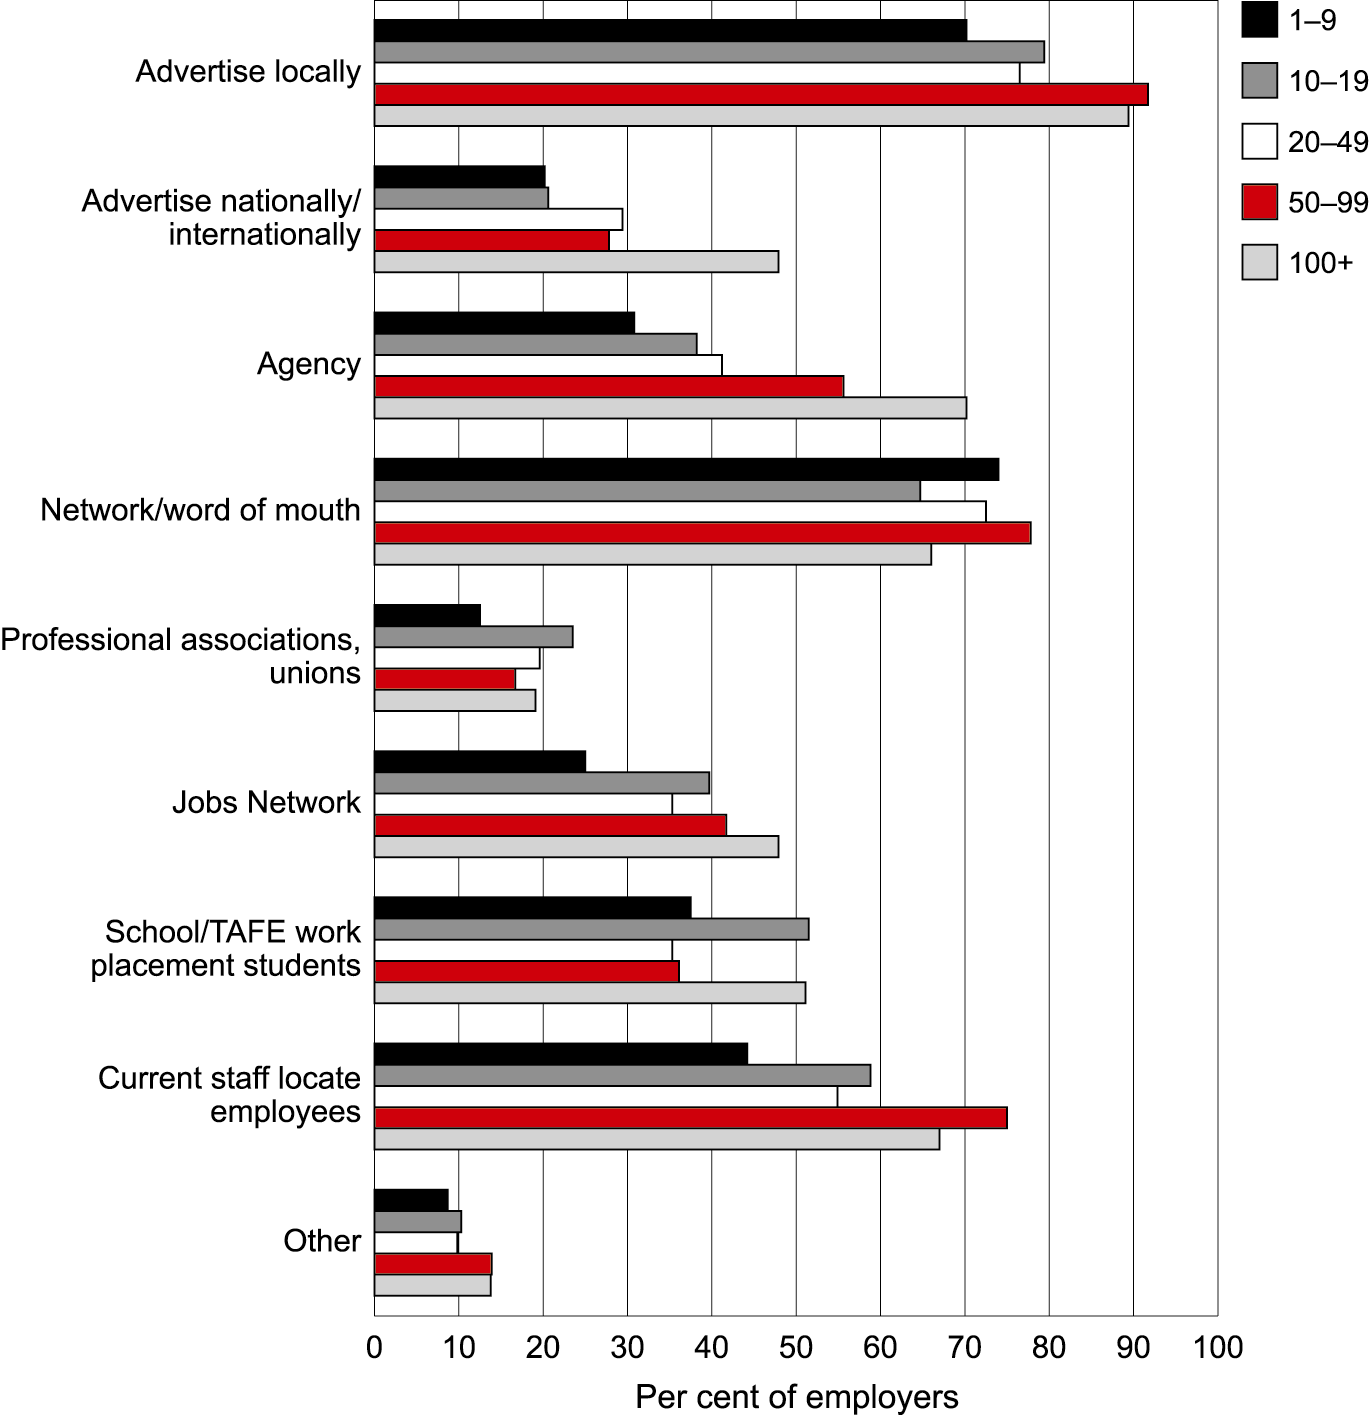 1–9
10–19
20–49
50–99
100+
Advertise locally
Advertise nationally/
internationally
Agency
Network/word of mouth
Professional associations,
unions
Jobs Network
School/TAFE work
placement students
Current staff locate
employees
Other
0 10 20 30 40 50 60 70 80 90 100
Per cent of employers